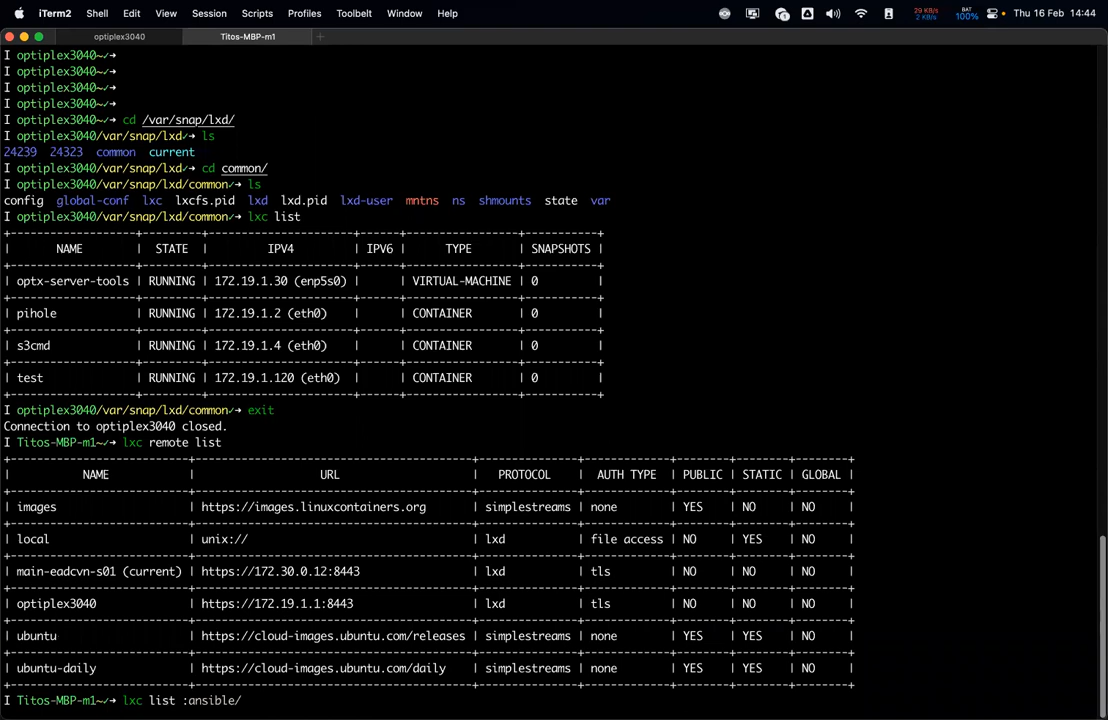 iTerm2 Shell Edit View Session Scripts Profiles Toolbelt Window Help 29 KB/s 2 KB/s BAT 100% Thu 16 Feb 14:44
optiplex3040 Titos-MBP-m1 +
I optiplex3040~✓➜
I optiplex3040~✓➜
I optiplex3040~✓➜
I optiplex3040~✓➜
I optiplex3040~✓➜ cd /var/snap/lxd/
I optiplex3040/var/snap/lxd✓➜ ls
24239 24323 common current
I optiplex3040/var/snap/lxd✓➜ cd common/
I optiplex3040/var/snap/lxd/common✓➜ ls
config global-conf lxc lxcfs.pid lxd lxd.pid lxd-user mntns ns shmounts state var
I optiplex3040/var/snap/lxd/common✓➜ lxc list
| NAME | STATE | IPV4 | IPV6 | TYPE | SNAPSHOTS |
| optx-server-tools | RUNNING | 172.19.1.30 (enp5s0) | | VIRTUAL-MACHINE | 0 |
| pihole | RUNNING | 172.19.1.2 (eth0) | | CONTAINER | 0 |
| s3cmd | RUNNING | 172.19.1.4 (eth0) | | CONTAINER | 0 |
| test | RUNNING | 172.19.1.120 (eth0) | | CONTAINER | 0 |
I optiplex3040/var/snap/lxd/common✓➜ exit
Connection to optiplex3040 closed.
I Titos-MBP-m1~✓➜ lxc remote list
| NAME | URL | PROTOCOL | AUTH TYPE | PUBLIC | STATIC | GLOBAL |
| images | https://images.linuxcontainers.org | simplestreams | none | YES | NO | NO |
| local | unix:// | lxd | file access | NO | YES | NO |
| main-eadcvn-s01 (current) | https://172.30.0.12:8443 | lxd | tls | NO | NO | NO |
| optiplex3040 | https://172.19.1.1:8443 | lxd | tls | NO | NO | NO |
| ubuntu | https://cloud-images.ubuntu.com/releases | simplestreams | none | YES | YES | NO |
| ubuntu-daily | https://cloud-images.ubuntu.com/daily | simplestreams | none | YES | YES | NO |
I Titos-MBP-m1~✓➜ lxc list :ansible/